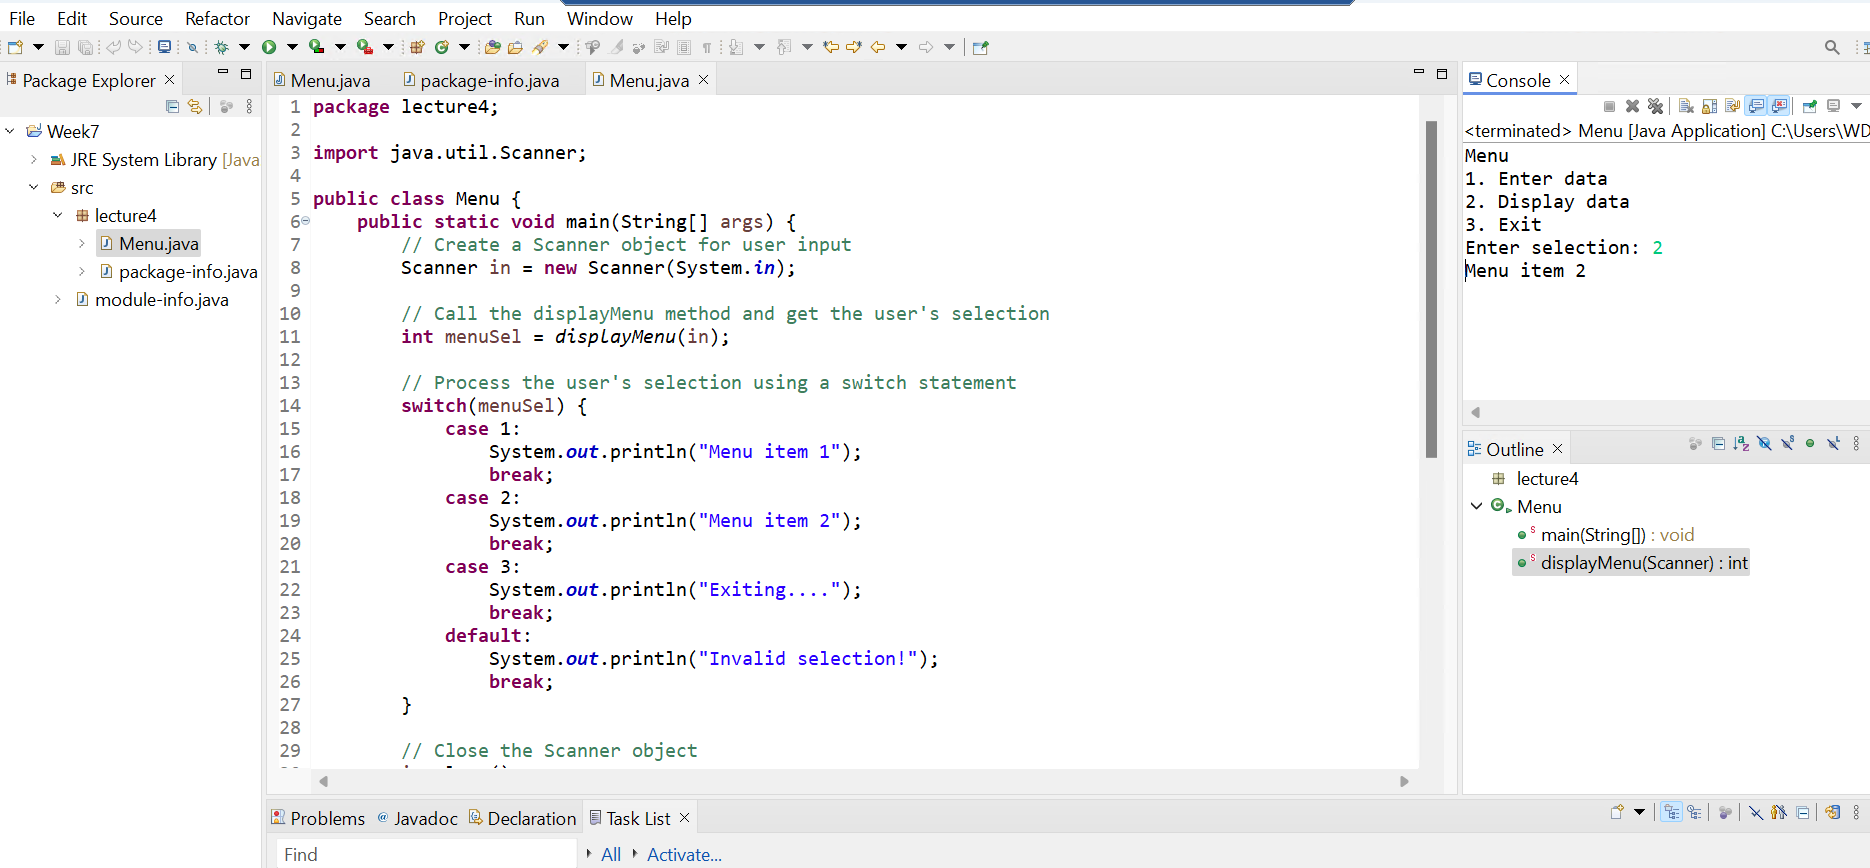 File Edit Source Refactor Navigate Search Project Run Window Help
Package Explorer
Week7
JRE System Library [Java
src
lecture4
Menu.java
package-info.java
module-info.java
Menu.java package-info.java Menu.java
1 package lecture4;
2
3 import java.util.Scanner;
4
5 public class Menu {
6 public static void main(String[] args) {
7 // Create a Scanner object for user input
8 Scanner in = new Scanner(System.in);
9
10 // Call the displayMenu method and get the user's selection
11 int menuSel = displayMenu(in);
12
13 // Process the user's selection using a switch statement
14 switch(menuSel) {
15 case 1:
16 System.out.println("Menu item 1");
17 break;
18 case 2:
19 System.out.println("Menu item 2");
20 break;
21 case 3:
22 System.out.println("Exiting....");
23 break;
24 default:
25 System.out.println("Invalid selection!");
26 break;
27 }
28
29 // Close the Scanner object
Problems Javadoc Declaration Task List
Find All Activate...
Console
<terminated> Menu [Java Application] C:\Users\WD
Menu
1. Enter data
2. Display data
3. Exit
Enter selection: 2
Menu item 2
Outline
lecture4
Menu
main(String[]) : void
displayMenu(Scanner) : int